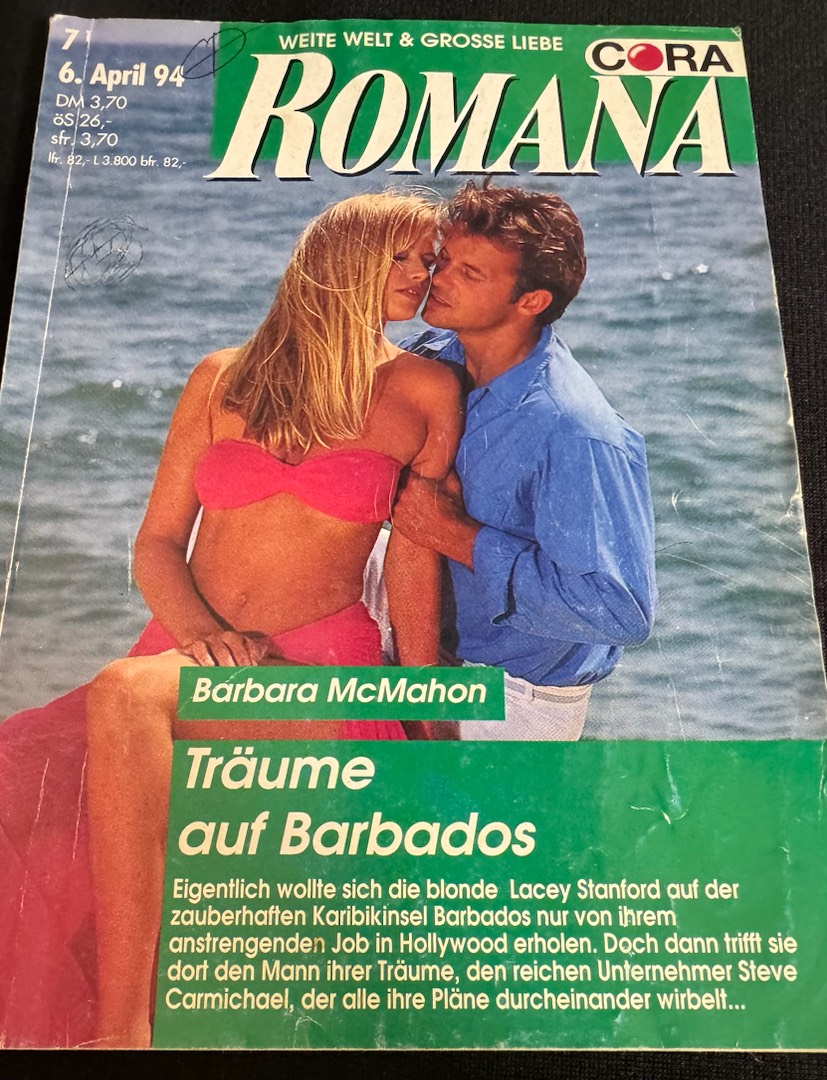 7
6. April 94
DM 3,70
öS 26,-
sfr. 3,70
lfr. 82,- L 3.800 bfr. 82,-
WEITE WELT & GROSSE LIEBE
CORA
ROMANA
Barbara McMahon
Träume
auf Barbados
Eigentlich wollte sich die blonde Lacey Stanford auf der
zauberhaften Karibikinsel Barbados nur von ihrem
anstrengenden Job in Hollywood erholen. Doch dann trifft sie
dort den Mann ihrer Träume, den reichen Unternehmer Steve
Carmichael, der alle ihre Pläne durcheinander wirbelt...